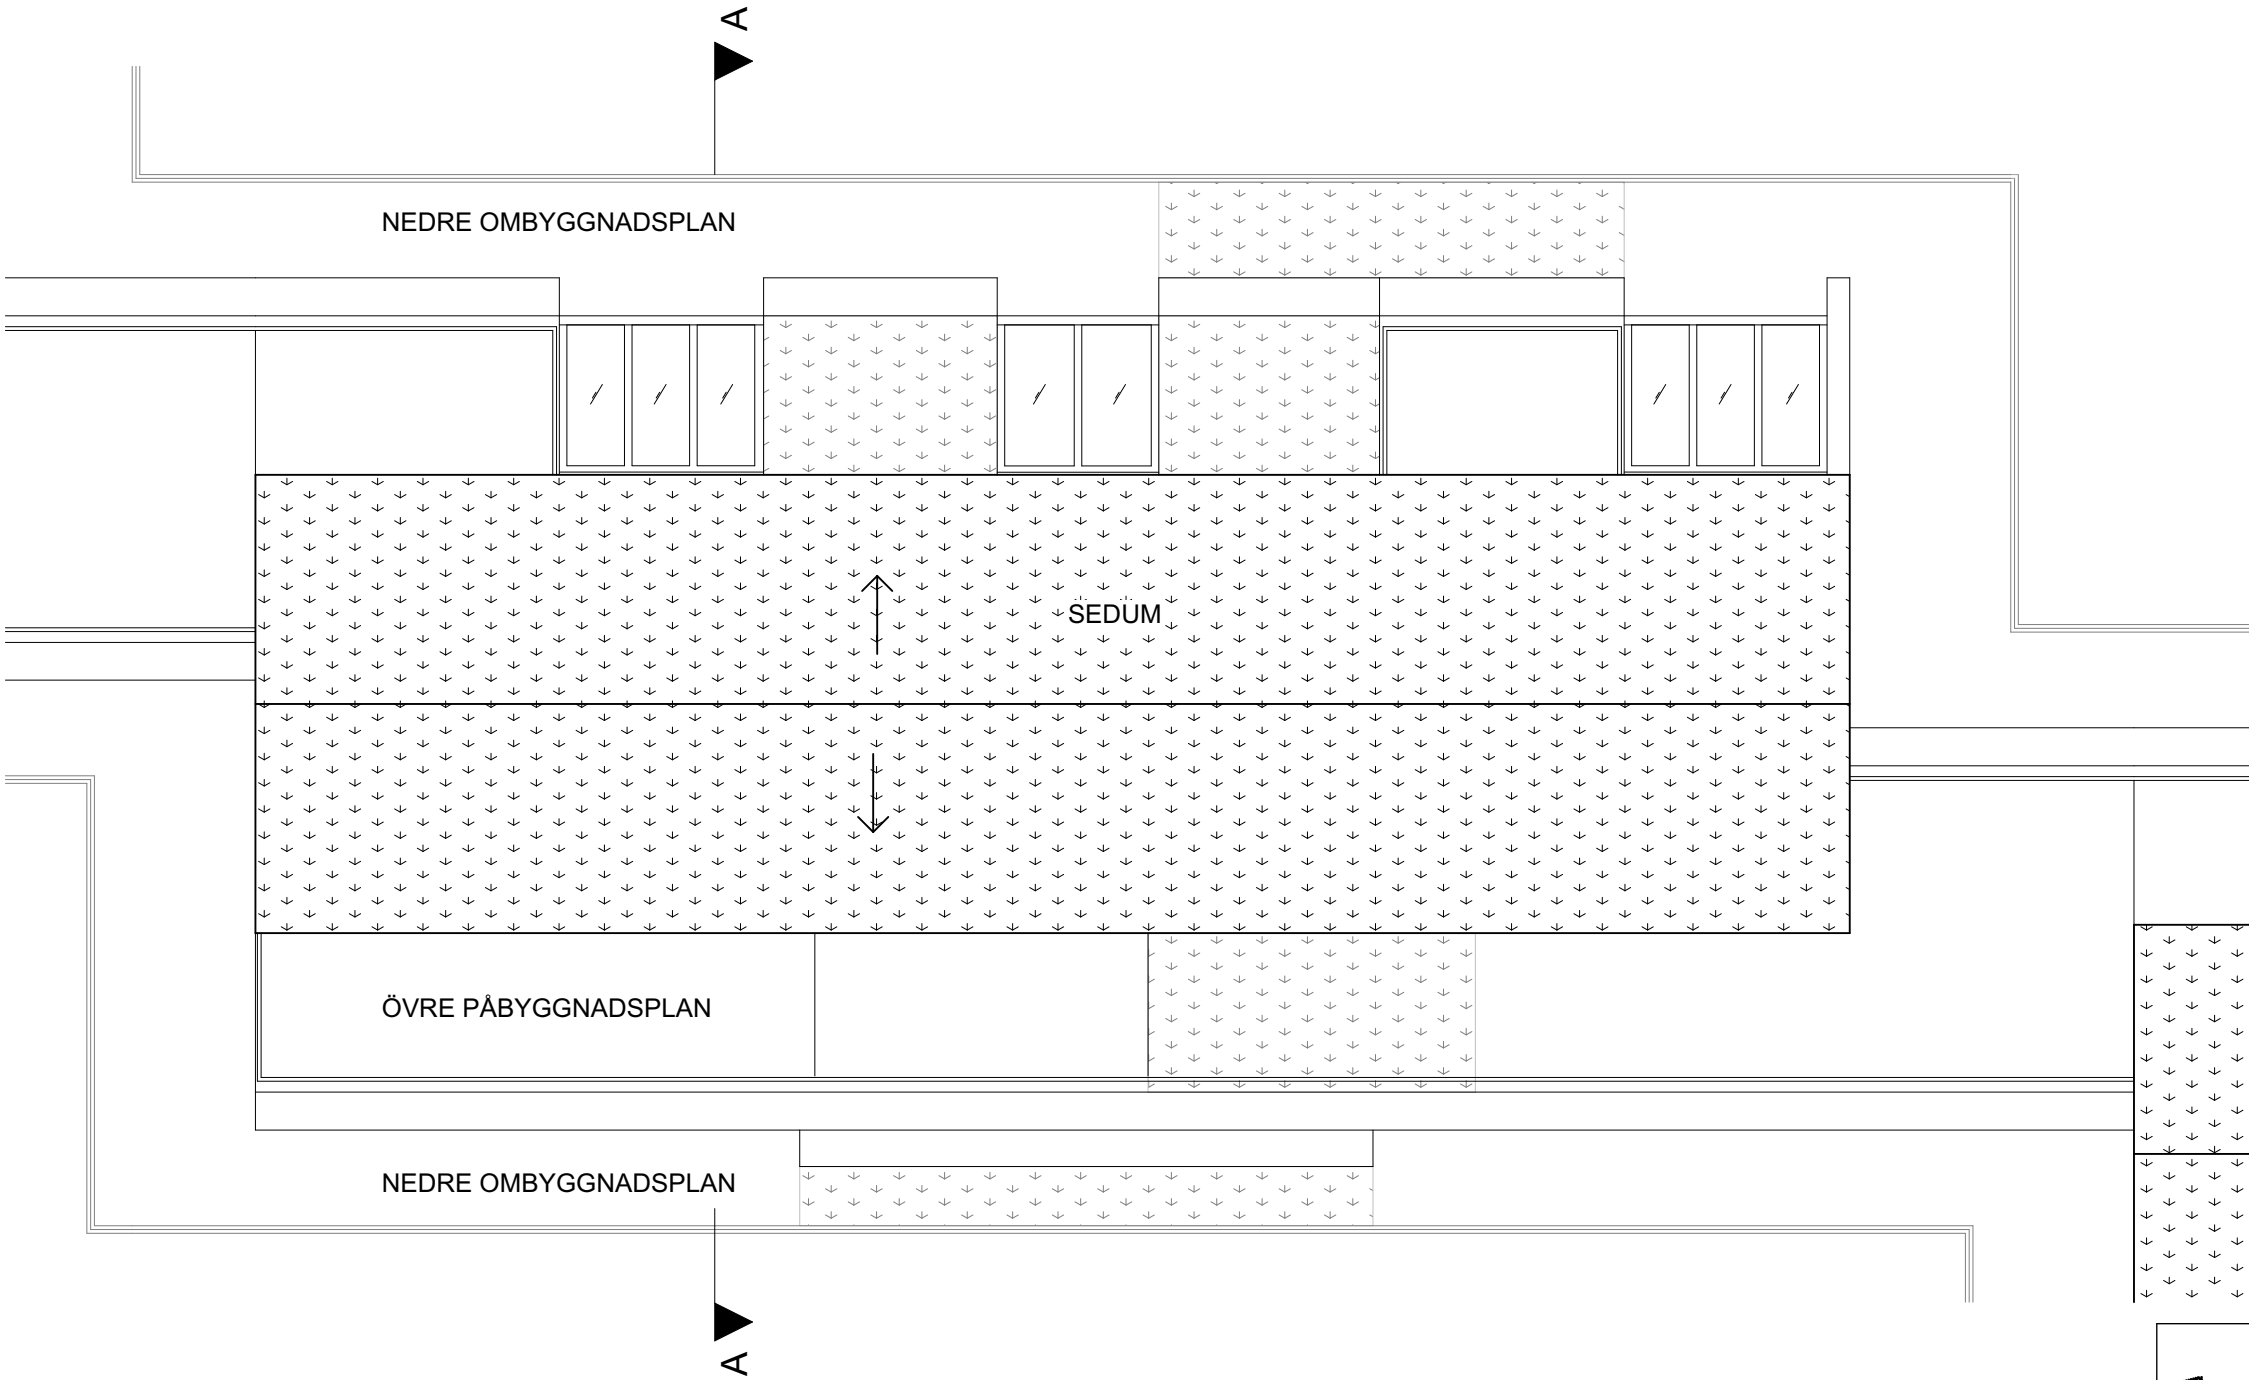 A
NEDRE OMBYGGNADSPLAN
SEDUM
ÖVRE PÅBYGGNADSPLAN
NEDRE OMBYGGNADSPLAN
A